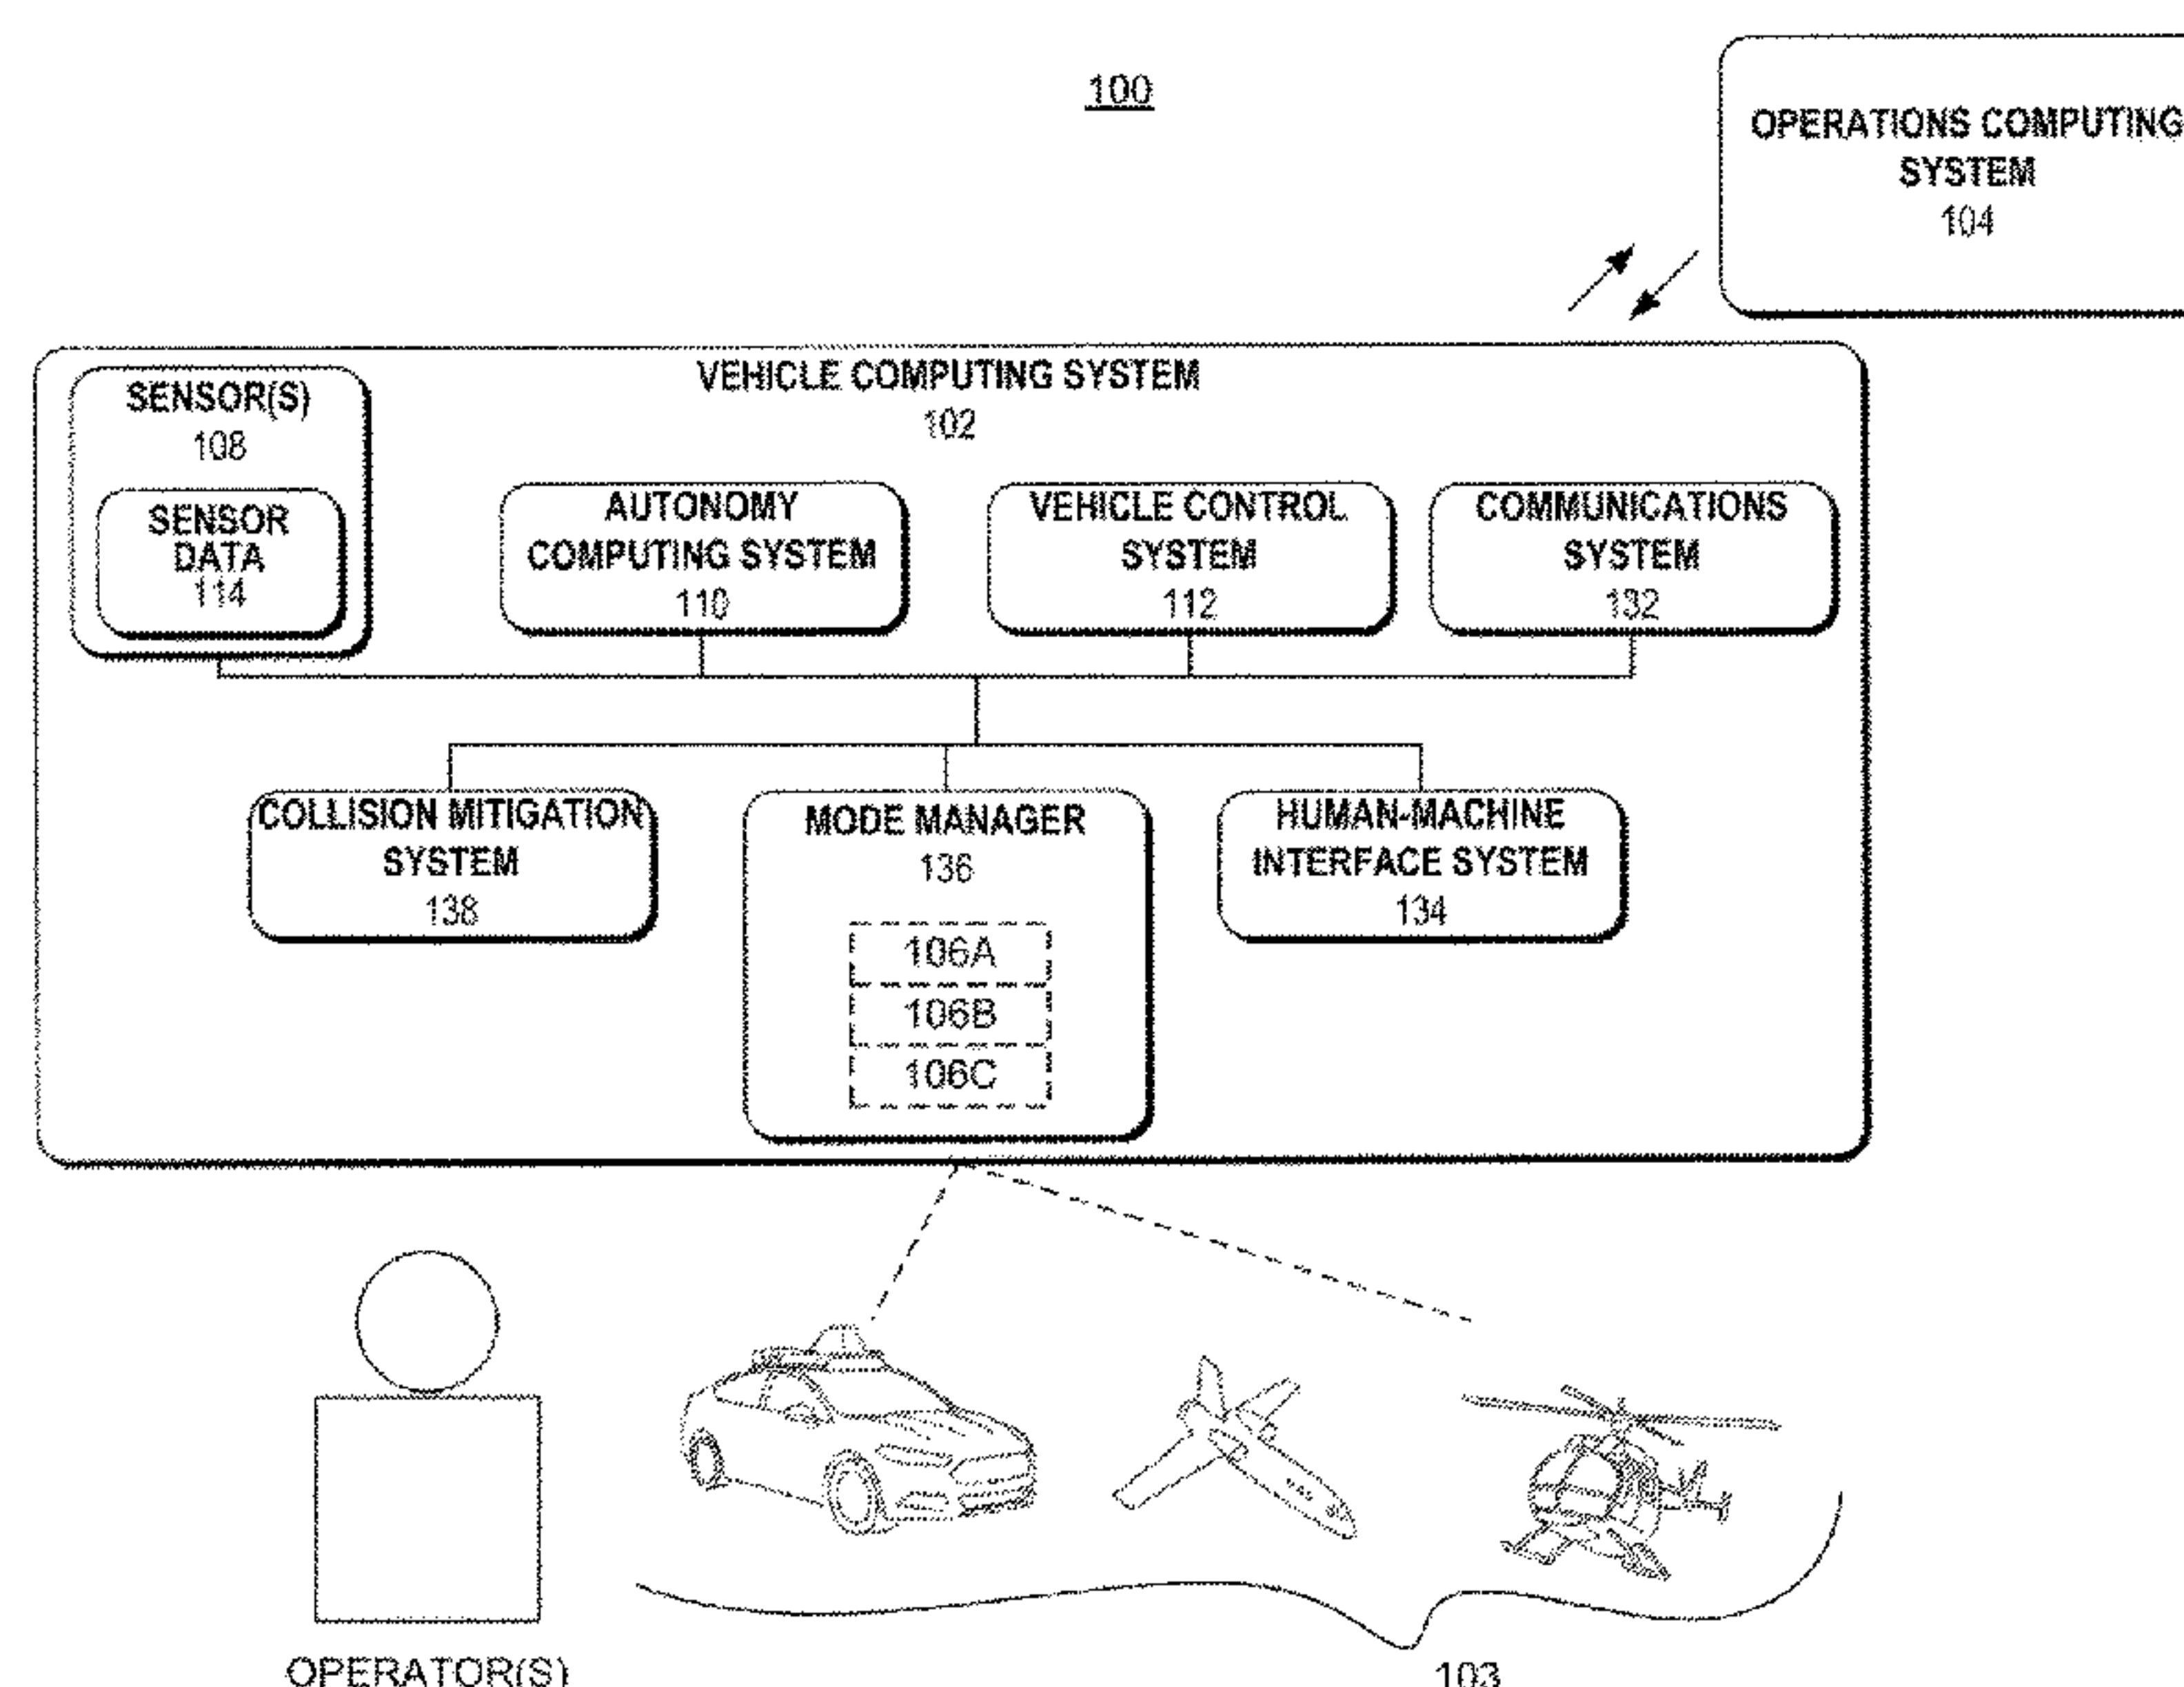 100
OPERATIONS COMPUTING
SYSTEM
104
VEHICLE COMPUTING SYSTEM
102
SENSOR(S)
108
SENSOR
DATA
114
AUTONOMY
COMPUTING SYSTEM
110
VEHICLE CONTROL
SYSTEM
112
COMMUNICATIONS
SYSTEM
132
COLLISION MITIGATION
SYSTEM
138
MODE MANAGER
136
106A
106B
106C
HUMAN-MACHINE
INTERFACE SYSTEM
134
OPERATOR(S)
103